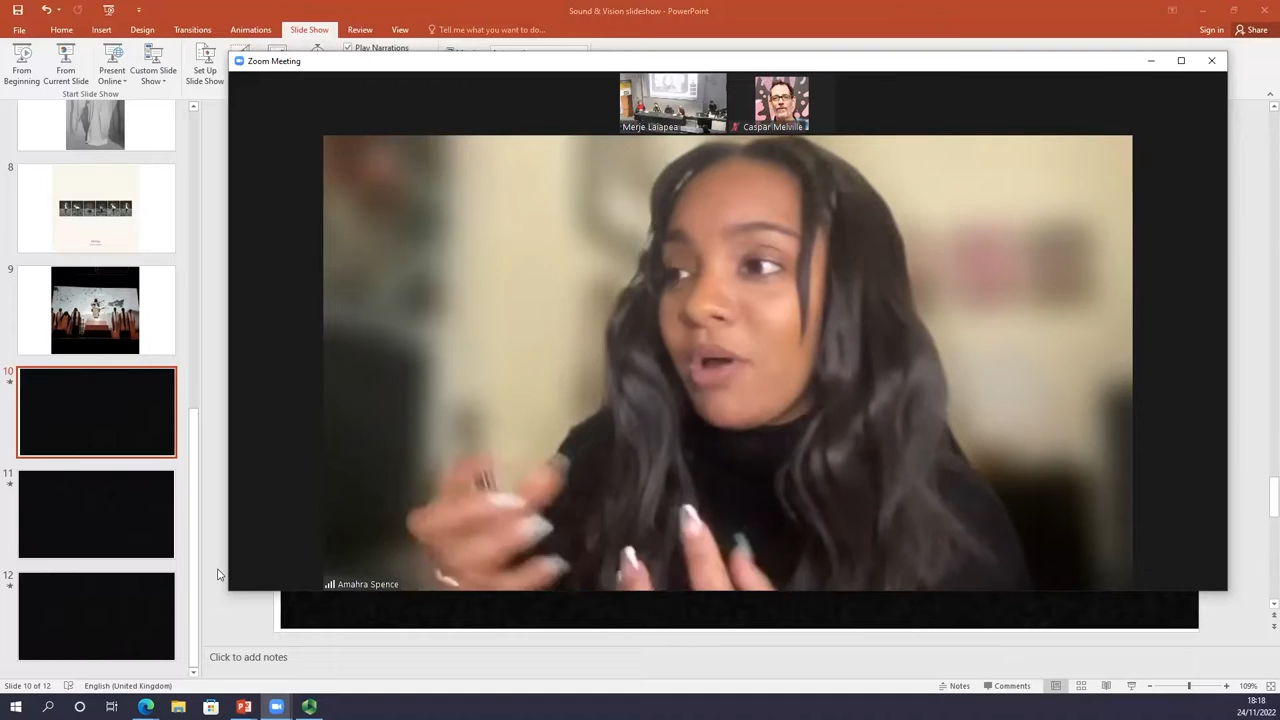 Sound & Vision slideshow - PowerPoint
File Home Insert Design Transitions Animations Slide Show Review View Tell me what you want to do... Sign in Share
From Beginning
From Current Slide
Present Online
Custom Slide Show
Set Up Slide Show
Play Narrations
Start Slide Show
Zoom Meeting
Merje Laiapea
Caspar Melville
8
9
10
11
12
Amahra Spence
Click to add notes
Slide 10 of 12 English (United Kingdom) Notes Comments 109%
18:18
24/11/2022